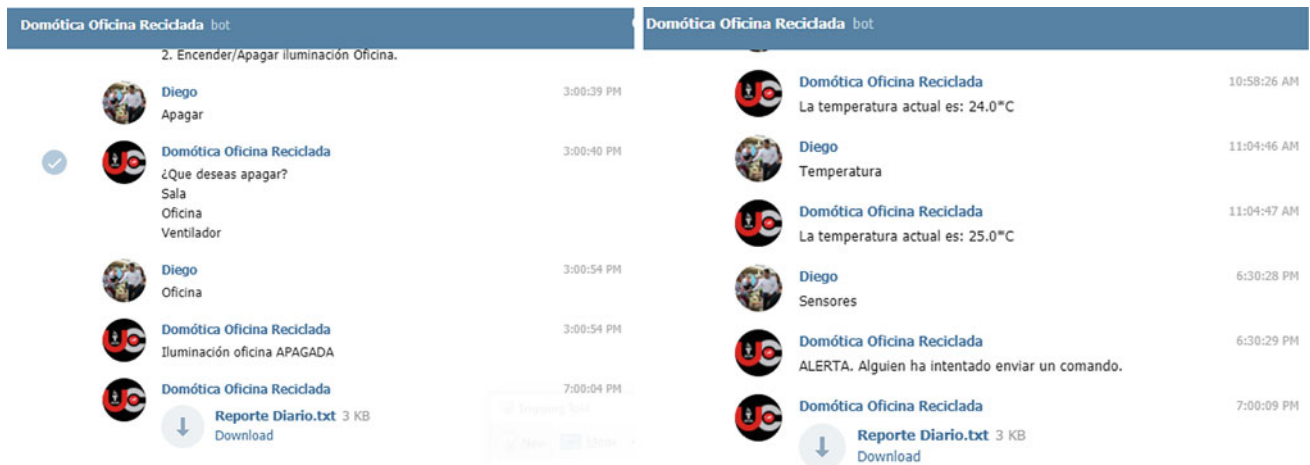 Domótica Oficina Reciclada bot
2. Encender/Apagar iluminación Oficina.
Diego 3:00:39 PM
Apagar
Domótica Oficina Reciclada 3:00:40 PM
¿Que deseas apagar?
Sala
Oficina
Ventilador
Diego 3:00:54 PM
Oficina
Domótica Oficina Reciclada 3:00:54 PM
Iluminación oficina APAGADA
Domótica Oficina Reciclada 7:00:04 PM
Reporte Diario.txt 3 KB
Download
Domótica Oficina Reciclada bot
Domótica Oficina Reciclada 10:58:26 AM
La temperatura actual es: 24.0*C
Diego 11:04:46 AM
Temperatura
Domótica Oficina Reciclada 11:04:47 AM
La temperatura actual es: 25.0*C
Diego 6:30:28 PM
Sensores
Domótica Oficina Reciclada 6:30:29 PM
ALERTA. Alguien ha intentado enviar un comando.
Domótica Oficina Reciclada 7:00:09 PM
Reporte Diario.txt 3 KB
Download